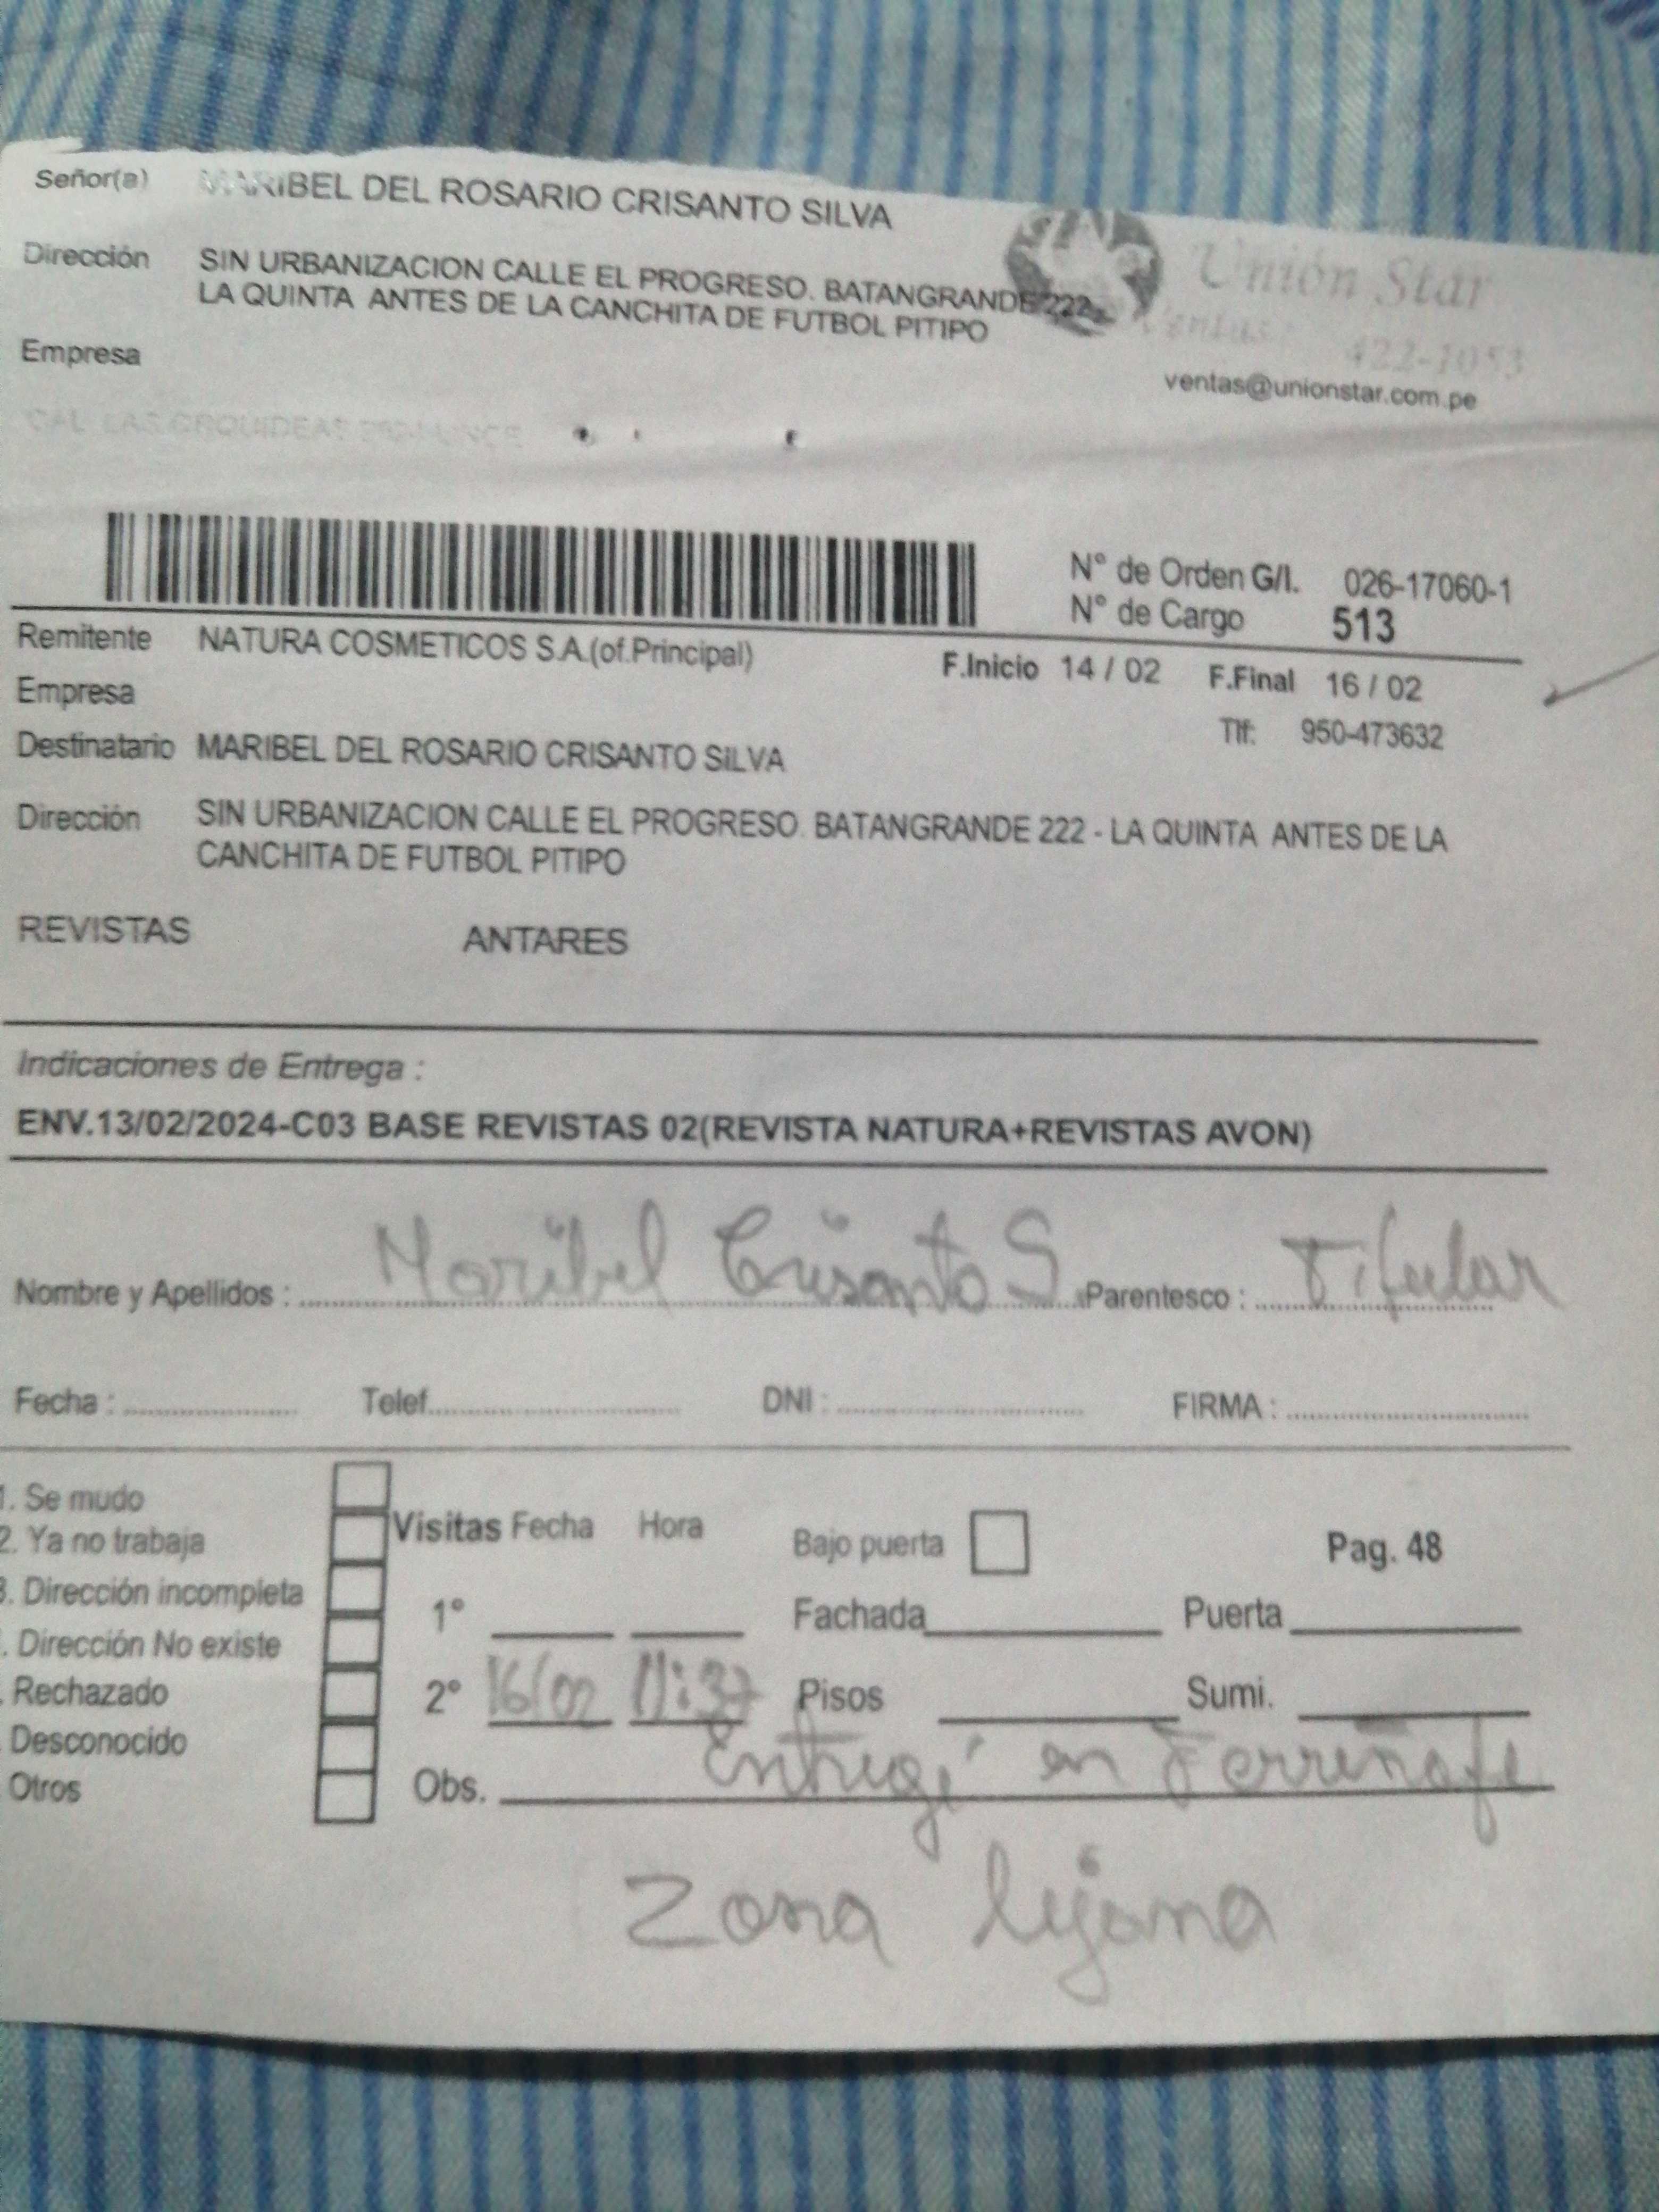 Señor(a) MARIBEL DEL ROSARIO CRISANTO SILVA
Dirección SIN URBANIZACION CALLE EL PROGRESO. BATANGRANDE 222
LA QUINTA ANTES DE LA CANCHITA DE FUTBOL PITIPO
Unión Star
Ventas
422-1053
Empresa
ventas@unionstar.com.pe
CAL LAS ORQUIDEAS
N° de Orden G/I. 026-17060-1
N° de Cargo 513
Remitente NATURA COSMETICOS S.A.(of.Principal)
F.Inicio 14 / 02 F.Final 16 / 02
Empresa
Tlf: 950-473632
Destinatario MARIBEL DEL ROSARIO CRISANTO SILVA
Dirección SIN URBANIZACION CALLE EL PROGRESO. BATANGRANDE 222 - LA QUINTA ANTES DE LA
CANCHITA DE FUTBOL PITIPO
REVISTAS ANTARES
Indicaciones de Entrega :
ENV.13/02/2024-C03 BASE REVISTAS 02(REVISTA NATURA+REVISTAS AVON)
Nombre y Apellidos : Maribel Crisanto S Parentesco : Titular
Fecha : Telef. DNI : FIRMA :
1. Se mudo
2. Ya no trabaja
3. Dirección incompleta
. Dirección No existe
. Rechazado
Desconocido
Otros
Visitas Fecha Hora
1°
2° 16/02 11:37
Bajo puerta
Pag. 48
Fachada Puerta
Pisos Sumi.
Obs. Entregé en Ferreñafe
Zona lejana